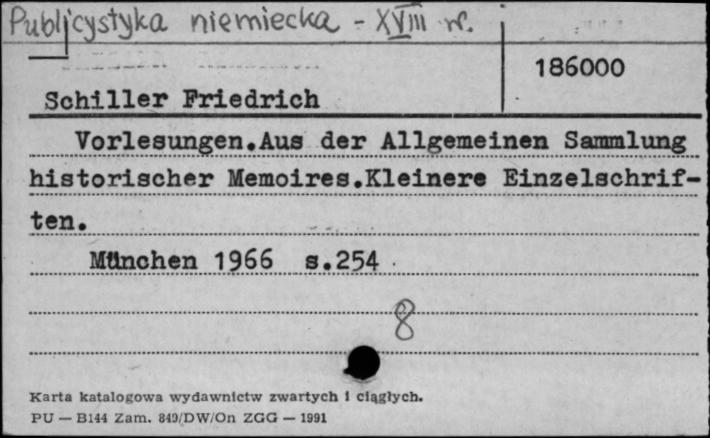 Publicystyka niemiecka - XVIII w.
186000
Schiller Friedrich
Vorlesungen.Aus der Allgemeinen Sammlung
historischer Memoires.Kleinere Einzelschrif-
ten.
München 1966 s.254
8
Karta katalogowa wydawnictw zwartych i ciągłych.
PU — B144 Zam. 849/DW/On ZGG — 1991